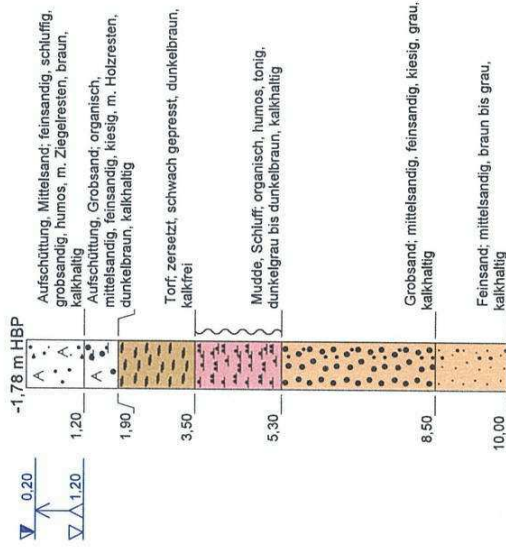 -1,78 m HBP
0,20
1,20
Aufschüttung, Mittelsand; feinsandig, schluffig,
grobsandig, humos, m. Ziegelresten, braun,
kalkhaltig
1,20
Aufschüttung, Grobsand; organisch,
mittelsandig, feinsandig, kiesig, m. Holzresten,
dunkelbraun, kalkhaltig
1,90
Torf; zersetzt, schwach gepresst, dunkelbraun,
kalkfrei
3,50
Mudde, Schluff; organisch, humos, tonig,
dunkelgrau bis dunkelbraun, kalkhaltig
5,30
Grobsand; mittelsandig, feinsandig, kiesig, grau,
kalkhaltig
8,50
Feinsand; mittelsandig, braun bis grau,
kalkhaltig
10,00